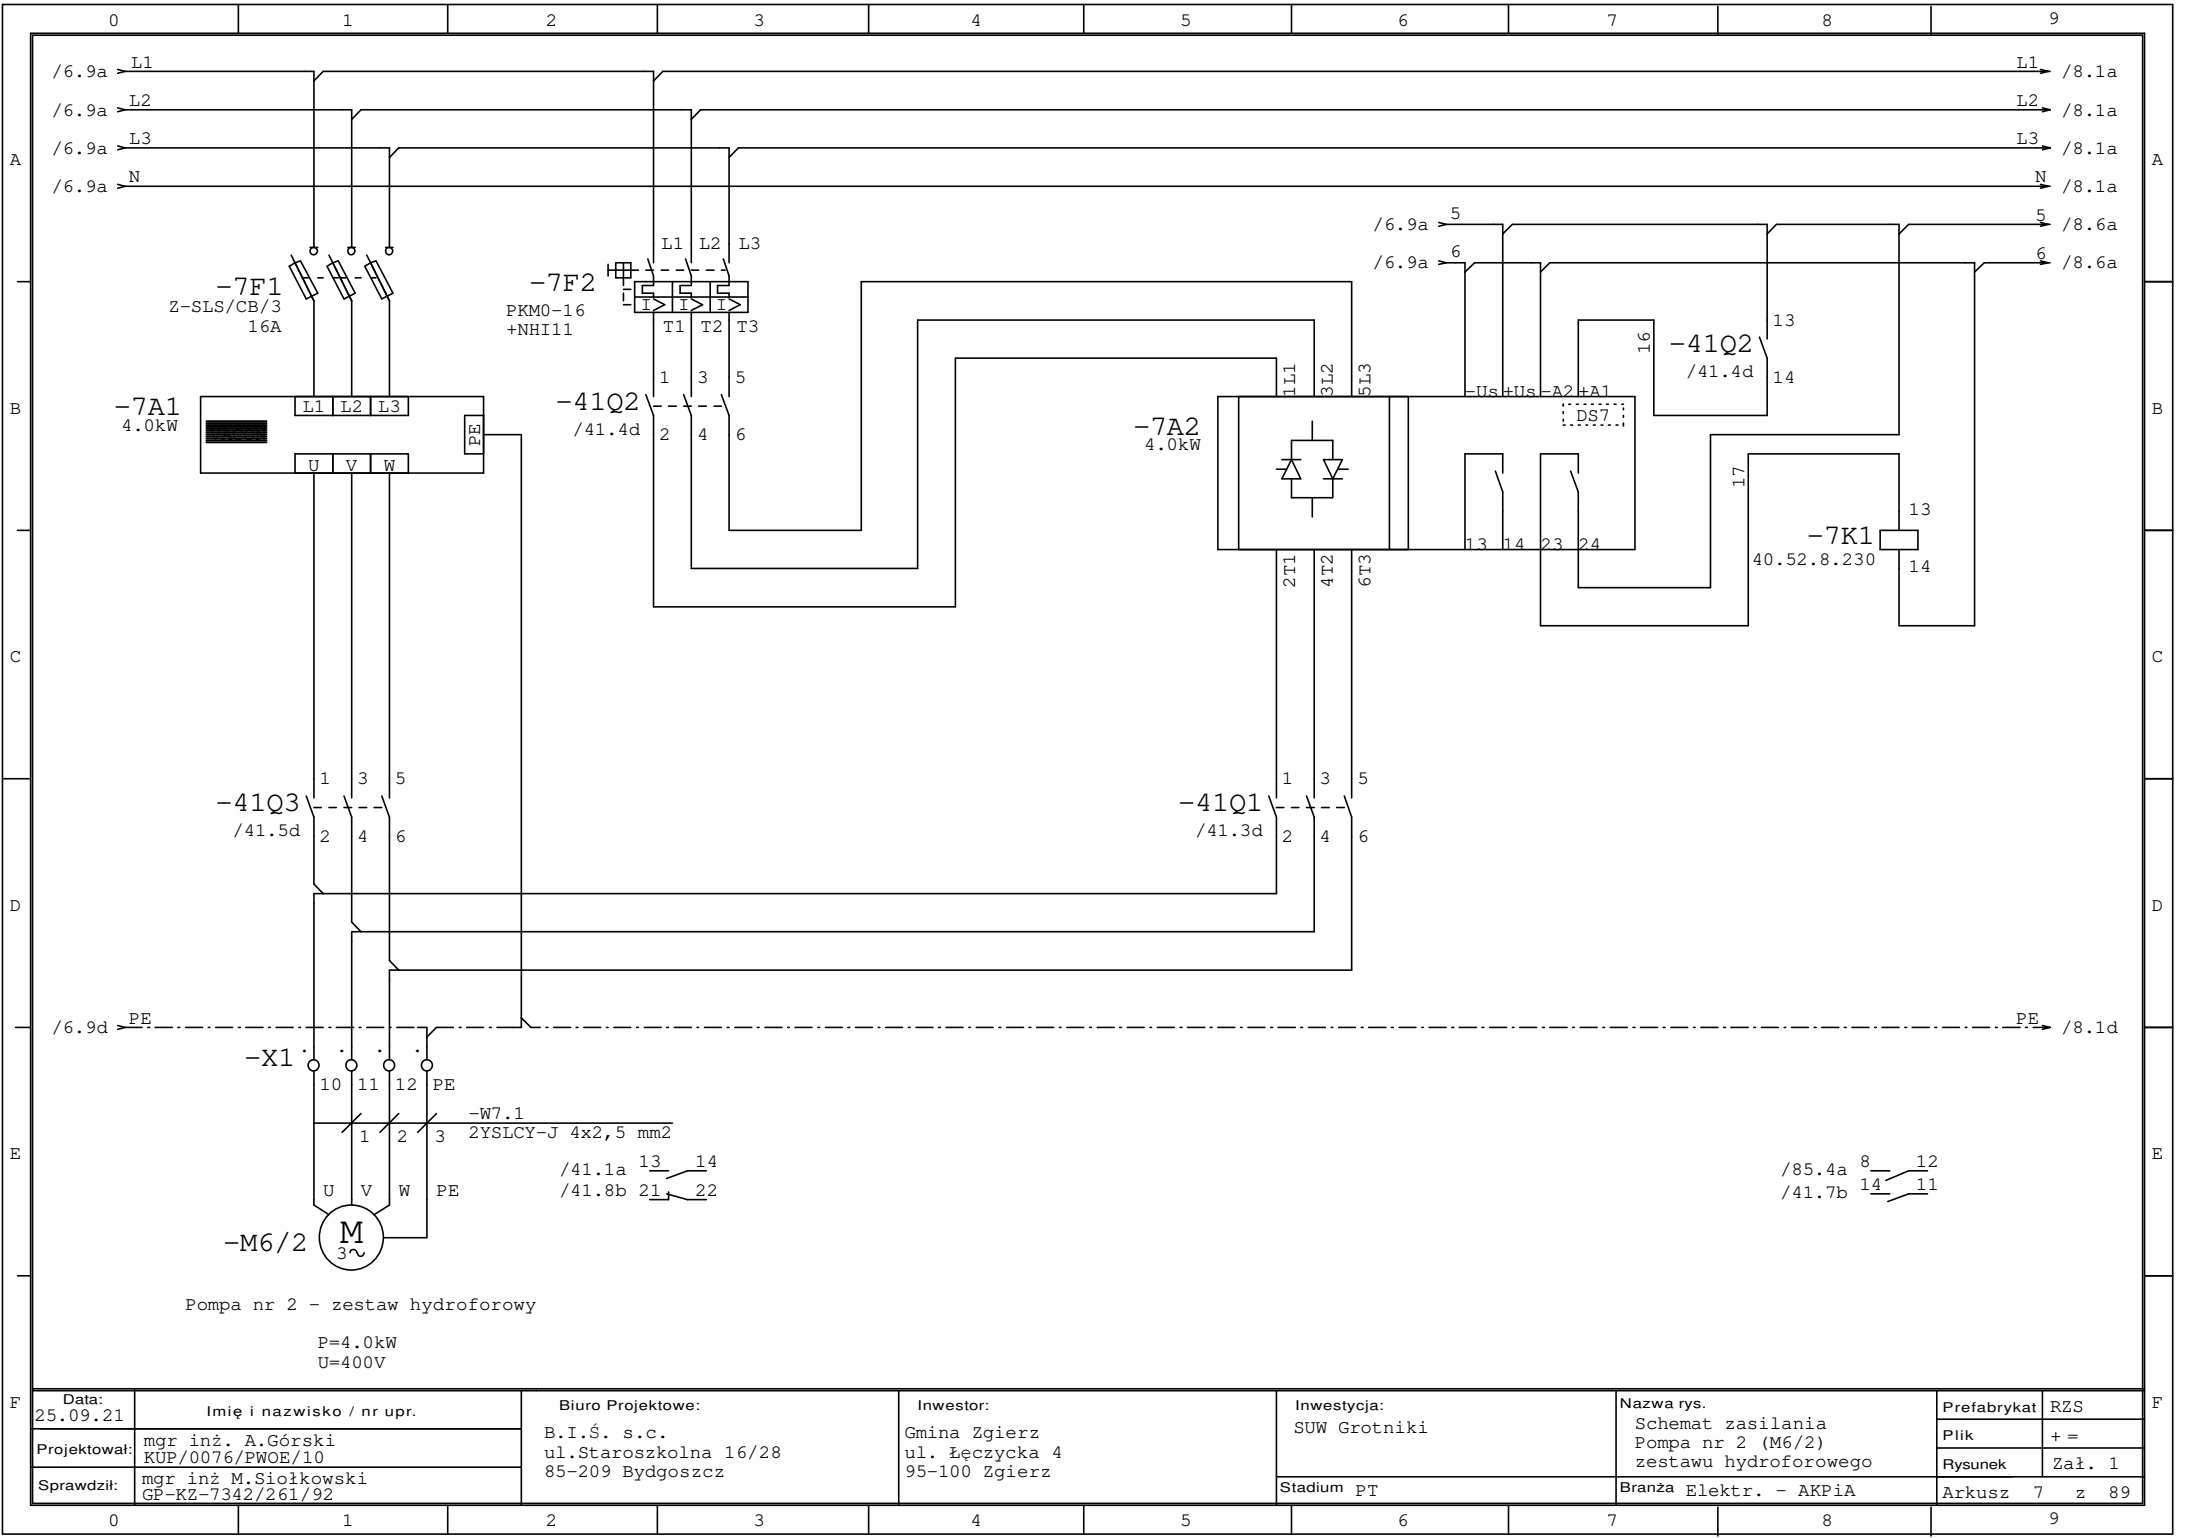 0 1 2 3 4 5 6 7 8 9
/6.9a L1 L1 /8.1a
/6.9a L2 L2 /8.1a
/6.9a L3 L3 /8.1a
A A
/6.9a N N /8.1a
/6.9a 5 5 /8.6a
/6.9a 6 6 /8.6a
L1 L2 L3
-7F1
Z-SLS/CB/3
16A
-7F2
PKM0-16
+NHI11
I> I> I>
T1 T2 T3
16
13
-41Q2
/41.4d
14
1 3 5
-41Q2
/41.4d
2 4 6
1L1 3L2 5L3
-Us +Us -A2 +A1
DS7
B B
-7A1
4.0kW
L1 L2 L3
PE
U V W
-7A2
4.0kW
17
13 14 23 24
2T1 4T2 6T3
13
-7K1
40.52.8.230
14
C C
1 3 5
-41Q3
/41.5d
2 4 6
1 3 5
-41Q1
/41.3d
2 4 6
D D
/6.9d PE PE /8.1d
-X1
10 11 12 PE
-W7.1
2YSLCY-J 4x2,5 mm2
1 2 3
E E
/41.1a 13 14
/41.8b 21 22
/85.4a 8 12
/41.7b 14 11
U V W PE
-M6/2
M
3~
Pompa nr 2 - zestaw hydroforowy
P=4.0kW
U=400V
F F
Data:
25.09.21
Imię i nazwisko / nr upr.
Projektował:
mgr inż. A.Górski
KUP/0076/PWOE/10
Sprawdził:
mgr inż M.Siołkowski
GP-KZ-7342/261/92
Biuro Projektowe:
B.I.Ś. s.c.
ul.Staroszkolna 16/28
85-209 Bydgoszcz
Inwestor:
Gmina Zgierz
ul. Łęczycka 4
95-100 Zgierz
Inwestycja:
SUW Grotniki
Stadium PT
Nazwa rys.
Schemat zasilania
Pompa nr 2 (M6/2)
zestawu hydroforowego
Branża Elektr. - AKPiA
Prefabrykat RZS
Plik + =
Rysunek Zał. 1
Arkusz 7 z 89
0 1 2 3 4 5 6 7 8 9